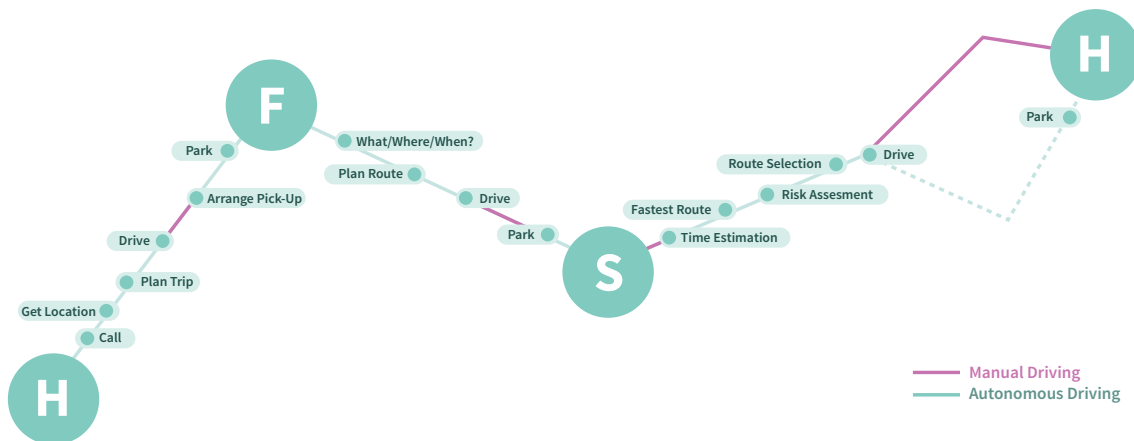 H
Call
Get Location
Plan Trip
Drive
Arrange Pick-Up
Park
F
What/Where/When?
Plan Route
Drive
Park
S
Time Estimation
Fastest Route
Risk Assesment
Route Selection
Drive
Park
H
Manual Driving
Autonomous Driving